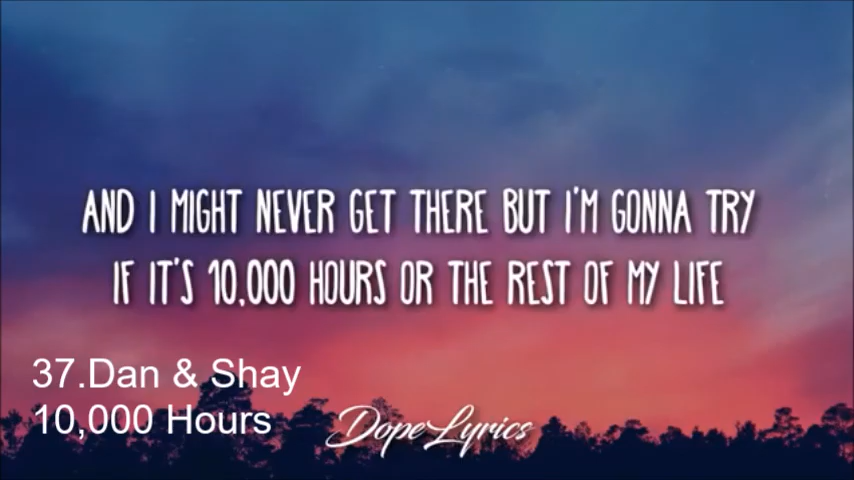 AND I MIGHT NEVER GET THERE BUT I'M GONNA TRY
IF IT'S 10,000 HOURS OR THE REST OF MY LIFE
37.Dan & Shay
10,000 Hours
DopeLyrics